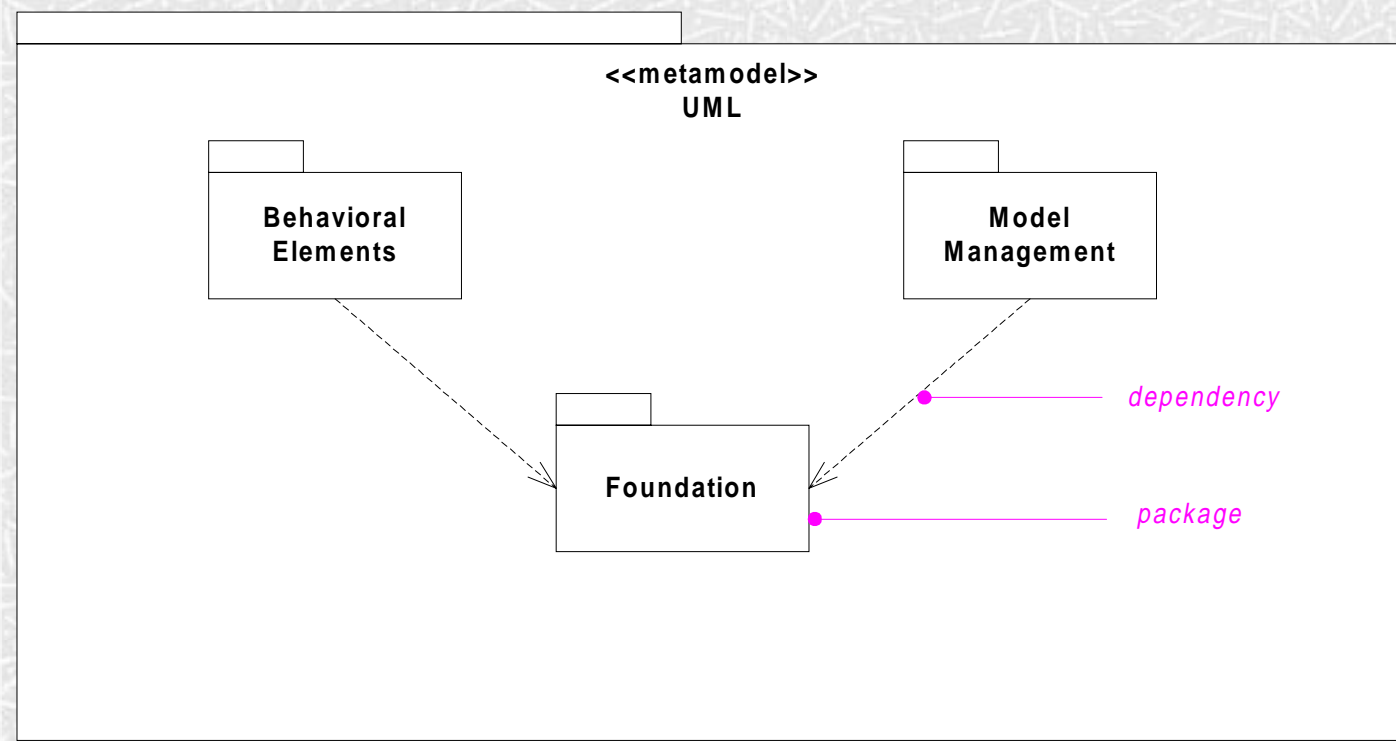 <<metamodel>>
UML
Behavioral
Elements
Model
Management
dependency
Foundation
package